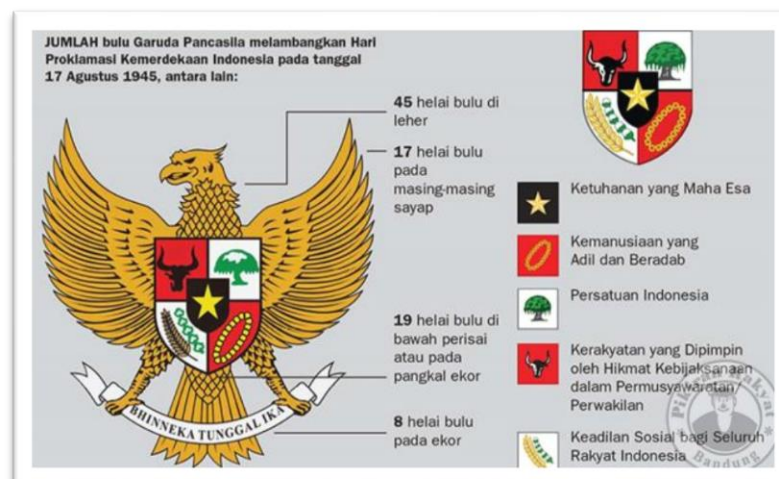 JUMLAH bulu Garuda Pancasila melambangkan Hari
Proklamasi Kemerdekaan Indonesia pada tanggal
17 Agustus 1945, antara lain:
45 helai bulu di
leher
17 helai bulu
pada
masing-masing
sayap
19 helai bulu di
bawah perisai
atau pada
pangkal ekor
8 helai bulu
pada ekor
BHINNEKA TUNGGAL IKA
Ketuhanan yang Maha Esa
Kemanusiaan yang
Adil dan Beradab
Persatuan Indonesia
Kerakyatan yang Dipimpin
oleh Hikmat Kebijaksanaan
dalam Permusyawaratan/
Perwakilan
Keadilan Sosial bagi Seluruh
Rakyat Indonesia
Pikiran Rakyat
Bandung